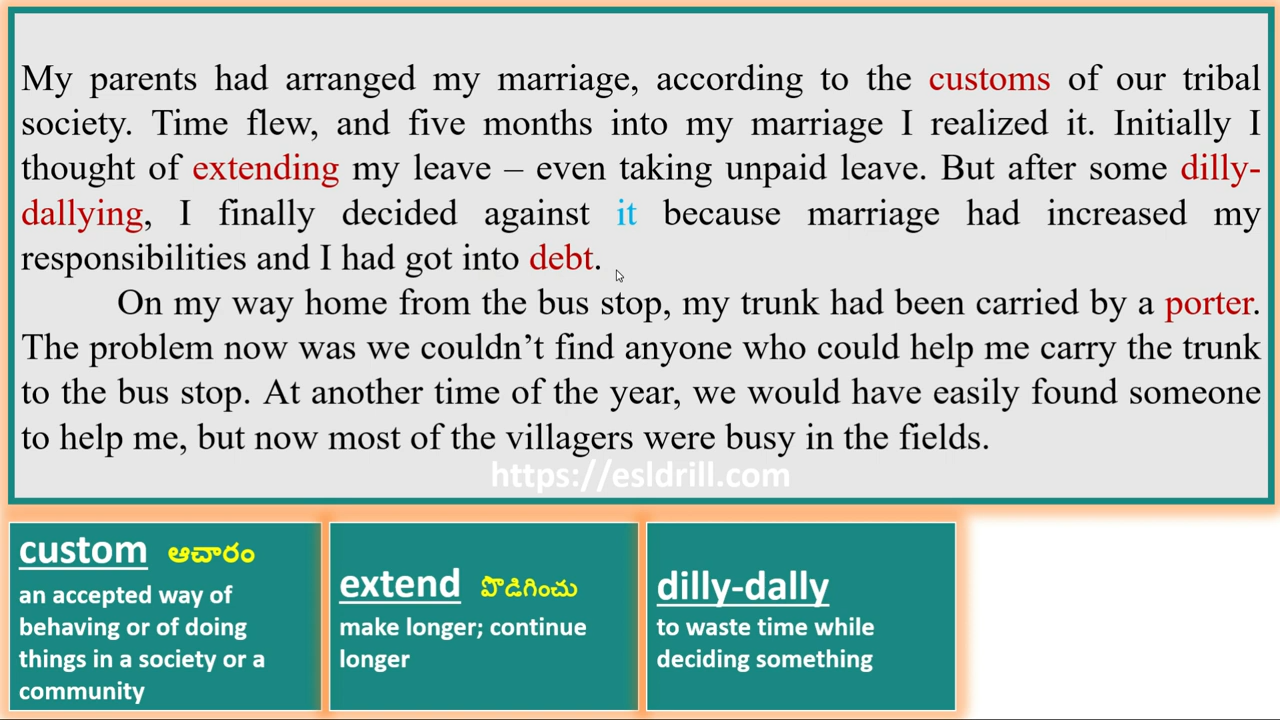 My parents had arranged my marriage, according to the customs of our tribal
society. Time flew, and five months into my marriage I realized it. Initially I
thought of extending my leave – even taking unpaid leave. But after some dilly-
dallying, I finally decided against it because marriage had increased my
responsibilities and I had got into debt.
On my way home from the bus stop, my trunk had been carried by a porter.
The problem now was we couldn’t find anyone who could help me carry the trunk
to the bus stop. At another time of the year, we would have easily found someone
to help me, but now most of the villagers were busy in the fields.
https://esldrill.com
custom ఆచారం
an accepted way of
behaving or of doing
things in a society or a
community
extend పొడిగించు
make longer; continue
longer
dilly-dally
to waste time while
deciding something